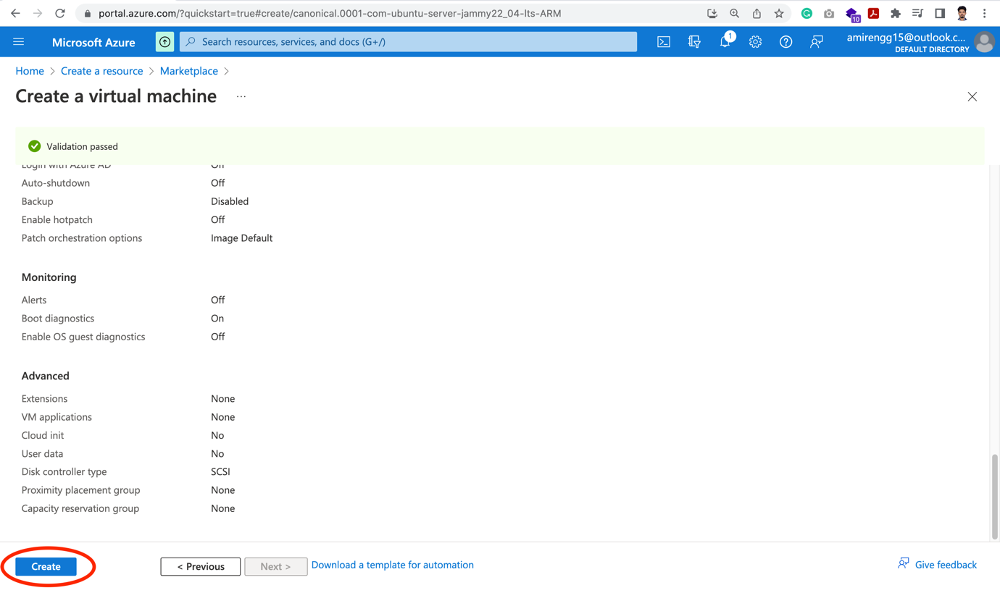 portal.azure.com/?quickstart=true#create/canonical.0001-com-ubuntu-server-jammy22_04-lts-ARM
10
Microsoft Azure
Search resources, services, and docs (G+/)
1
amirengg15@outlook.c...
DEFAULT DIRECTORY
Home > Create a resource > Marketplace >
Create a virtual machine ...
Validation passed
Login with Azure AD Off
Auto-shutdown Off
Backup Disabled
Enable hotpatch Off
Patch orchestration options Image Default
Monitoring
Alerts Off
Boot diagnostics On
Enable OS guest diagnostics Off
Advanced
Extensions None
VM applications None
Cloud init No
User data No
Disk controller type SCSI
Proximity placement group None
Capacity reservation group None
Create < Previous Next > Download a template for automation Give feedback